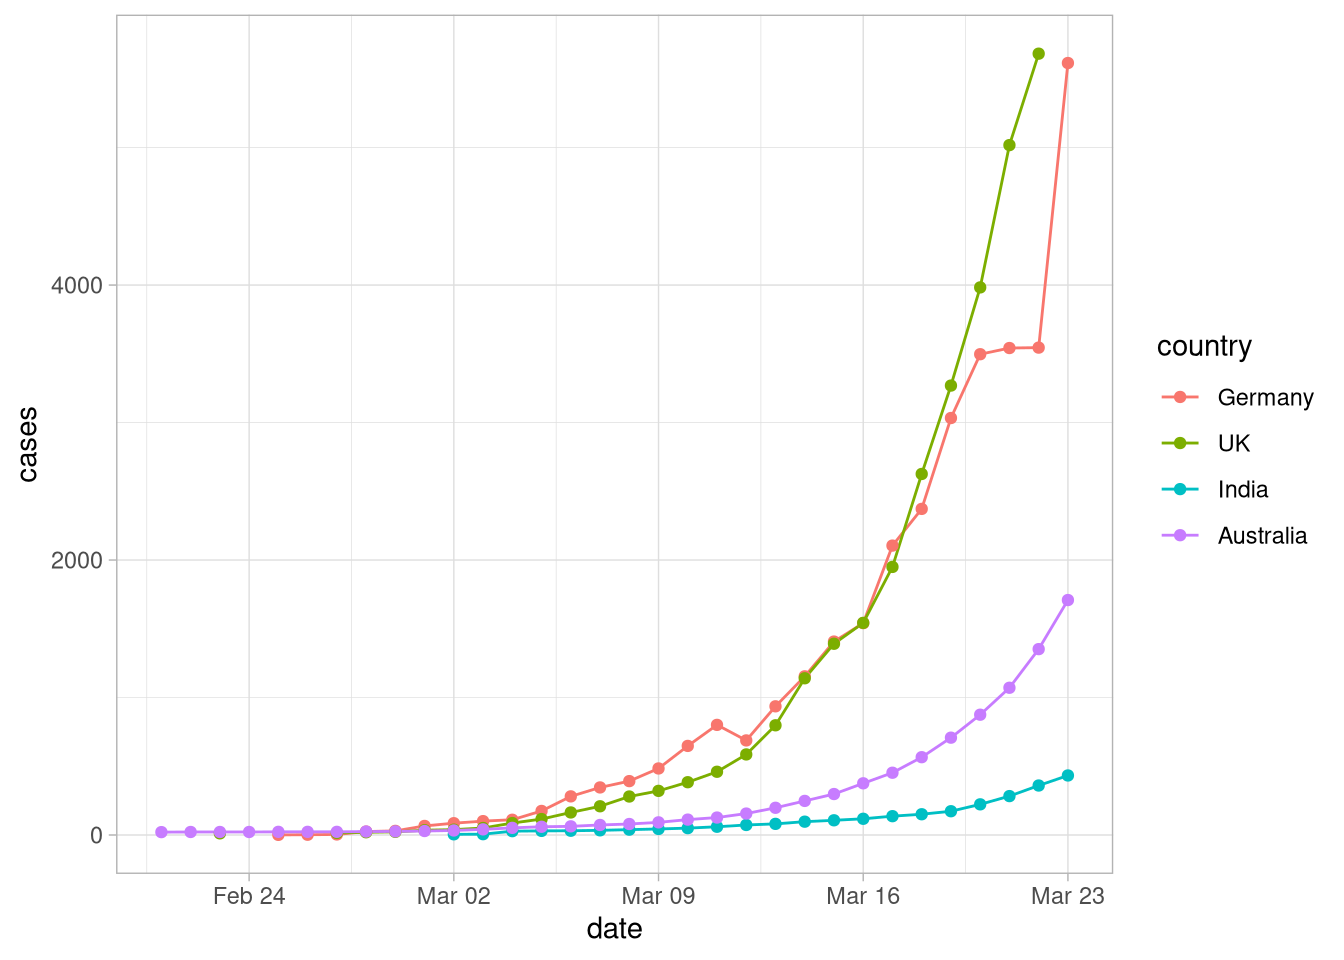 cases
4000
2000
0
Feb 24
Mar 02
Mar 09
Mar 16
Mar 23
date
country
Germany
UK
India
Australia